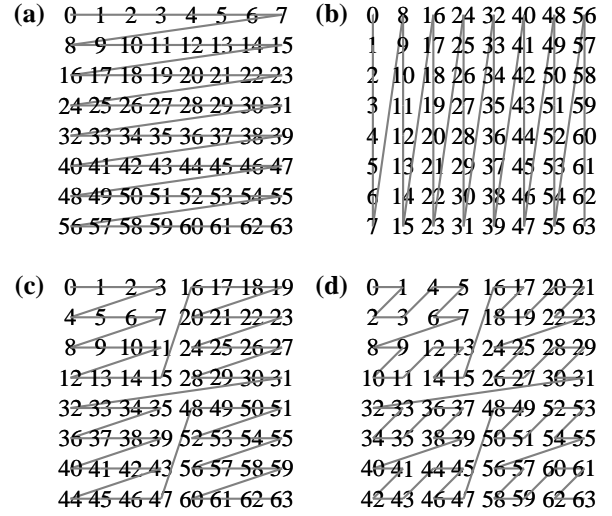 (a) 0 1 2 3 4 5 6 7
8 9 10 11 12 13 14 15
16 17 18 19 20 21 22 23
24 25 26 27 28 29 30 31
32 33 34 35 36 37 38 39
40 41 42 43 44 45 46 47
48 49 50 51 52 53 54 55
56 57 58 59 60 61 62 63
(b) 0 8 16 24 32 40 48 56
1 9 17 25 33 41 49 57
2 10 18 26 34 42 50 58
3 11 19 27 35 43 51 59
4 12 20 28 36 44 52 60
5 13 21 29 37 45 53 61
6 14 22 30 38 46 54 62
7 15 23 31 39 47 55 63
(c) 0 1 2 3 16 17 18 19
4 5 6 7 20 21 22 23
8 9 10 11 24 25 26 27
12 13 14 15 28 29 30 31
32 33 34 35 48 49 50 51
36 37 38 39 52 53 54 55
40 41 42 43 56 57 58 59
44 45 46 47 60 61 62 63
(d) 0 1 4 5 16 17 20 21
2 3 6 7 18 19 22 23
8 9 12 13 24 25 28 29
10 11 14 15 26 27 30 31
32 33 36 37 48 49 52 53
34 35 38 39 50 51 54 55
40 41 44 45 56 57 60 61
42 43 46 47 58 59 62 63